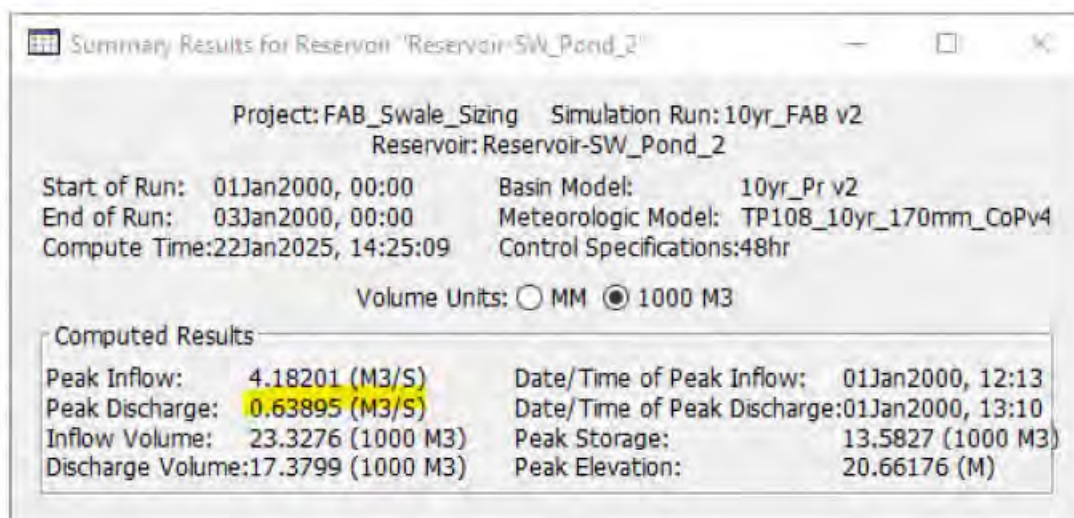 Summary Results for Reservoir "Reservoir-SW_Pond_2"
Project: FAB_Swale_Sizing Simulation Run: 10yr_FAB v2
Reservoir: Reservoir-SW_Pond_2
Start of Run: 01Jan2000, 00:00 Basin Model: 10yr_Pr v2
End of Run: 03Jan2000, 00:00 Meteorologic Model: TP108_10yr_170mm_CoPv4
Compute Time:22Jan2025, 14:25:09 Control Specifications:48hr
Volume Units: MM 1000 M3
Computed Results
Peak Inflow: 4.18201 (M3/S) Date/Time of Peak Inflow: 01Jan2000, 12:13
Peak Discharge: 0.63895 (M3/S) Date/Time of Peak Discharge:01Jan2000, 13:10
Inflow Volume: 23.3276 (1000 M3) Peak Storage: 13.5827 (1000 M3)
Discharge Volume:17.3799 (1000 M3) Peak Elevation: 20.66176 (M)